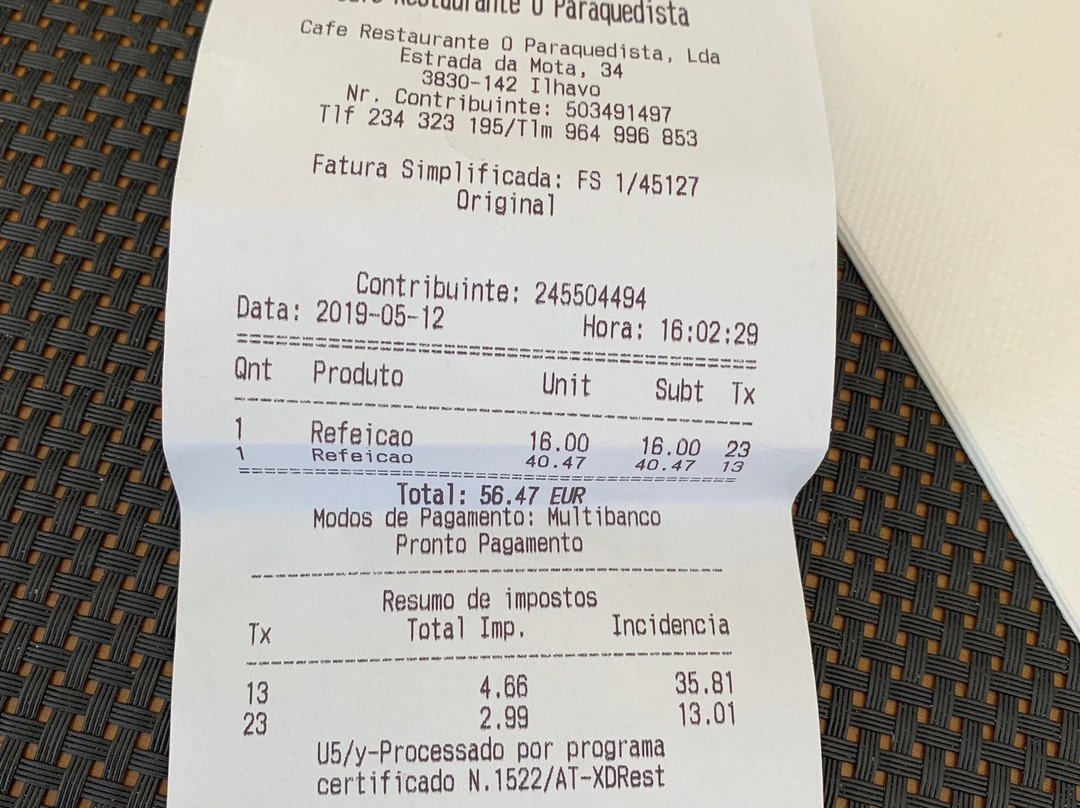 Restaurante O Paraquedista
Cafe Restaurante O Paraquedista, Lda
Estrada da Mota, 34
3830-142 Ilhavo
Nr. Contribuinte: 503491497
Tlf 234 323 195/Tlm 964 996 853
Fatura Simplificada: FS 1/45127
Original
Contribuinte: 245504494
Data: 2019-05-12 Hora: 16:02:29
Qnt Produto Unit Subt Tx
1 Refeicao 16.00 16.00 23
1 Refeicao 40.47 40.47 13
Total: 56.47 EUR
Modos de Pagamento: Multibanco
Pronto Pagamento
Resumo de impostos
Tx Total Imp. Incidencia
13 4.66 35.81
23 2.99 13.01
U5/y-Processado por programa
certificado N.1522/AT-XDRest